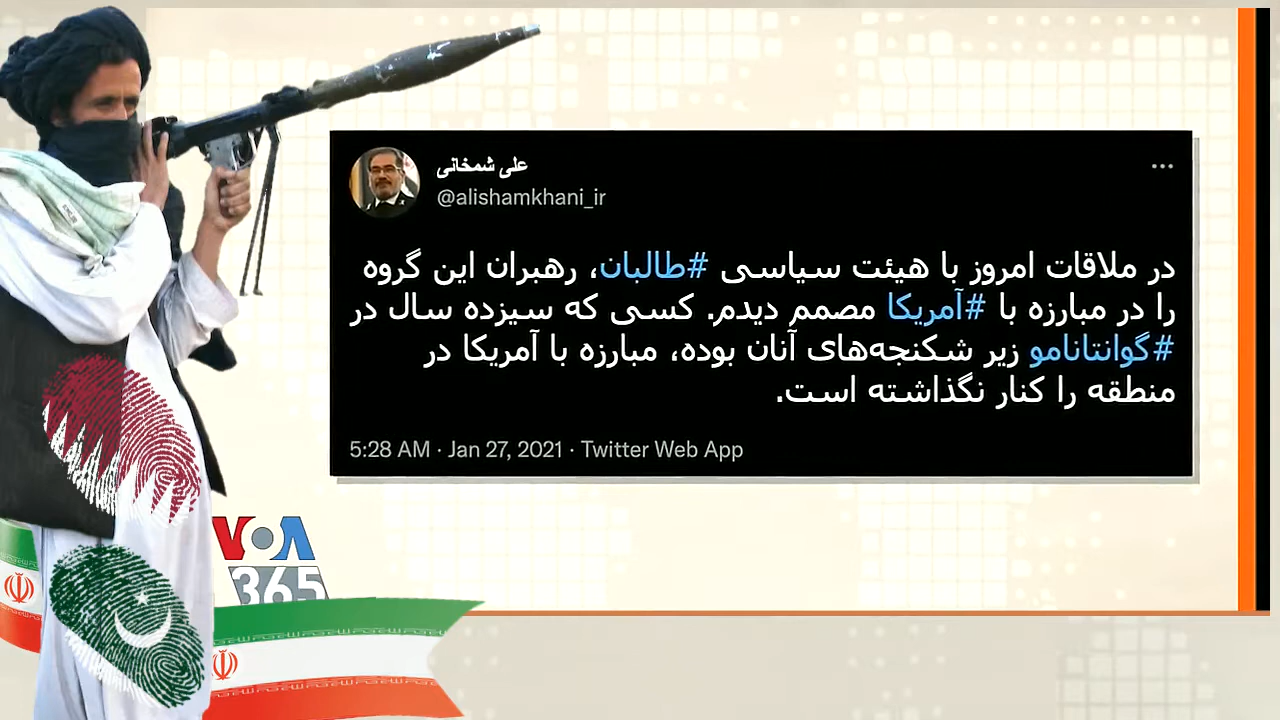 علی شمخانی
@alishamkhani_ir
در ملاقات امروز با هیئت سیاسی #طالبان، رهبران این گروه
را در مبارزه با #آمریکا مصمم دیدم. کسی که سیزده سال در
#گوانتانامو زیر شکنجه‌های آنان بوده، مبارزه با آمریکا در
منطقه را کنار نگذاشته است.
5:28 AM · Jan 27, 2021 · Twitter Web App
VOA
365